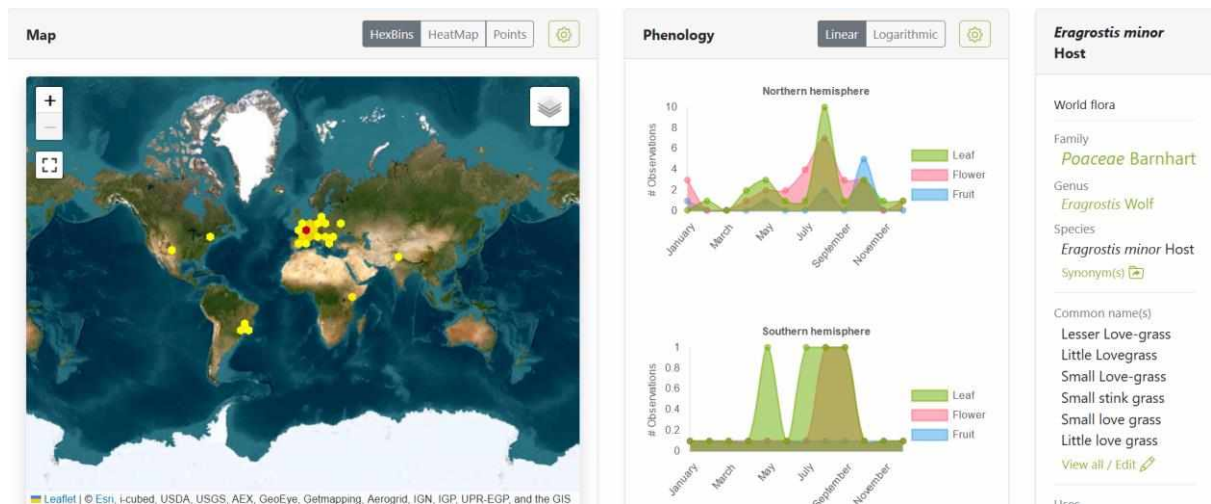 Map
HexBins HeatMap Points
+
−
Leaflet | © Esri, i-cubed, USDA, USGS, AEX, GeoEye, Getmapping, Aerogrid, IGN, IGP, UPR-EGP, and the GIS
Phenology
Linear Logarithmic
Northern hemisphere
# Observations
10
8
6
4
2
0
January
March
May
July
September
November
Leaf
Flower
Fruit
Southern hemisphere
# Observations
1
0.8
0.6
0.4
0.2
0
January
March
May
July
September
November
Leaf
Flower
Fruit
Eragrostis minor
Host
World flora
Family
Poaceae Barnhart
Genus
Eragrostis Wolf
Species
Eragrostis minor Host
Synonym(s)
Common name(s)
Lesser Love-grass
Little Lovegrass
Small Love-grass
Small stink grass
Small love grass
Little love grass
View all / Edit
Uses